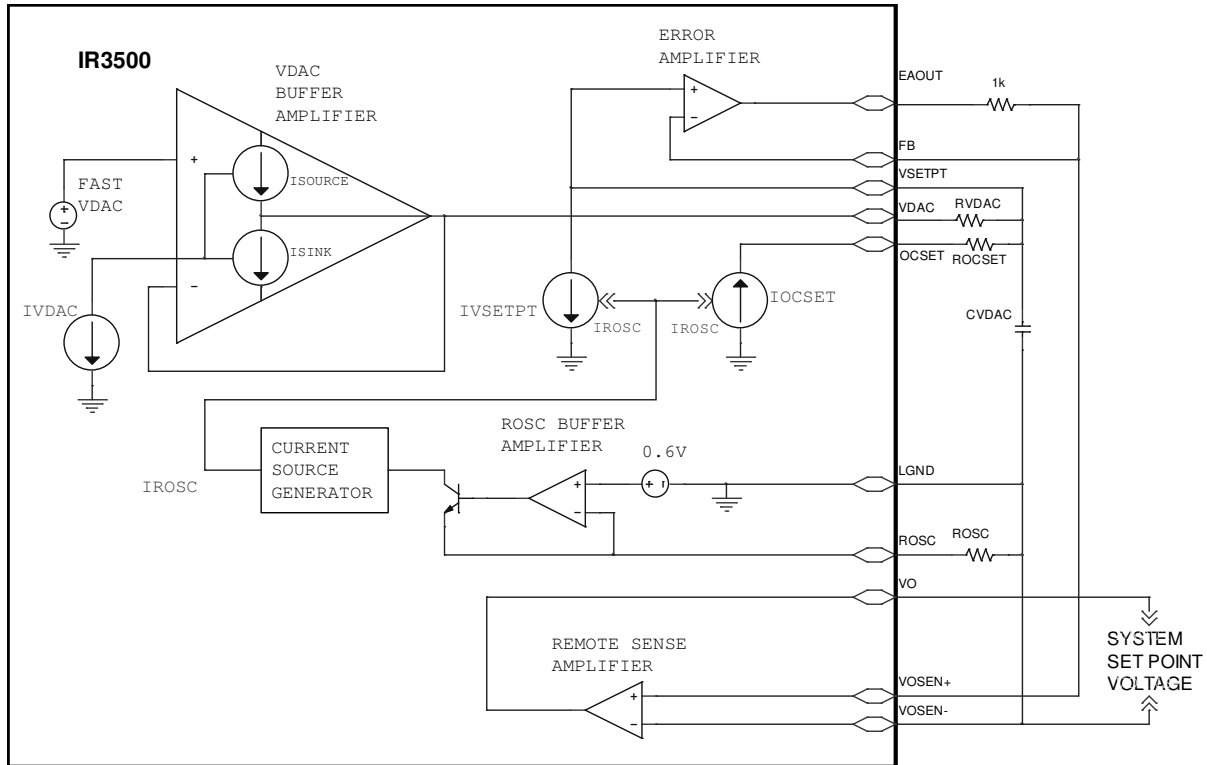 IR3500
VDAC
BUFFER
AMPLIFIER
ERROR
AMPLIFIER
+
-
EAOUT
1k
FB
VSETPT
VDAC
RVDAC
OCSET
ROCSET
CVDAC
+
-
ISOURCE
ISINK
FAST
VDAC
+
-
IVDAC
IVSETPT
IROSC
IROSC
IOCSET
CURRENT
SOURCE
GENERATOR
IROSC
ROSC BUFFER
AMPLIFIER
+
-
0.6V
+
LGND
ROSC
ROSC
VO
REMOTE SENSE
AMPLIFIER
+
-
VOSEN+
VOSEN-
SYSTEM
SET POINT
VOLTAGE